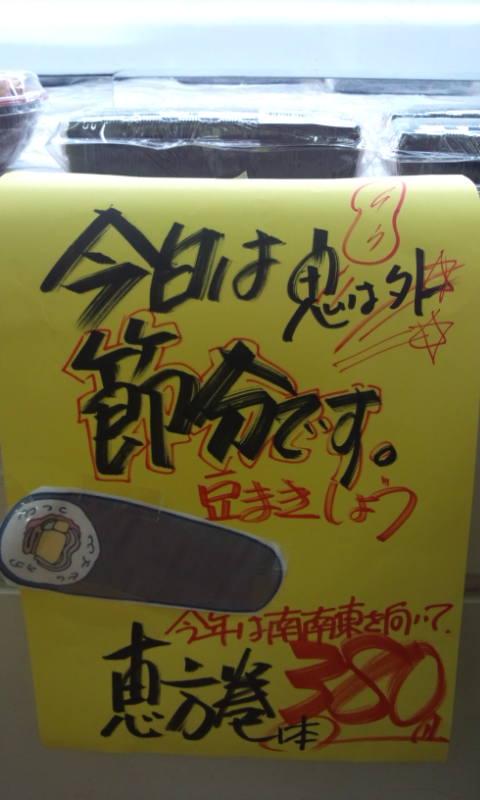 今日は
鬼は外
節分です。
豆まきしょう
今年は南南東を向いて。
恵方巻(1本)380円